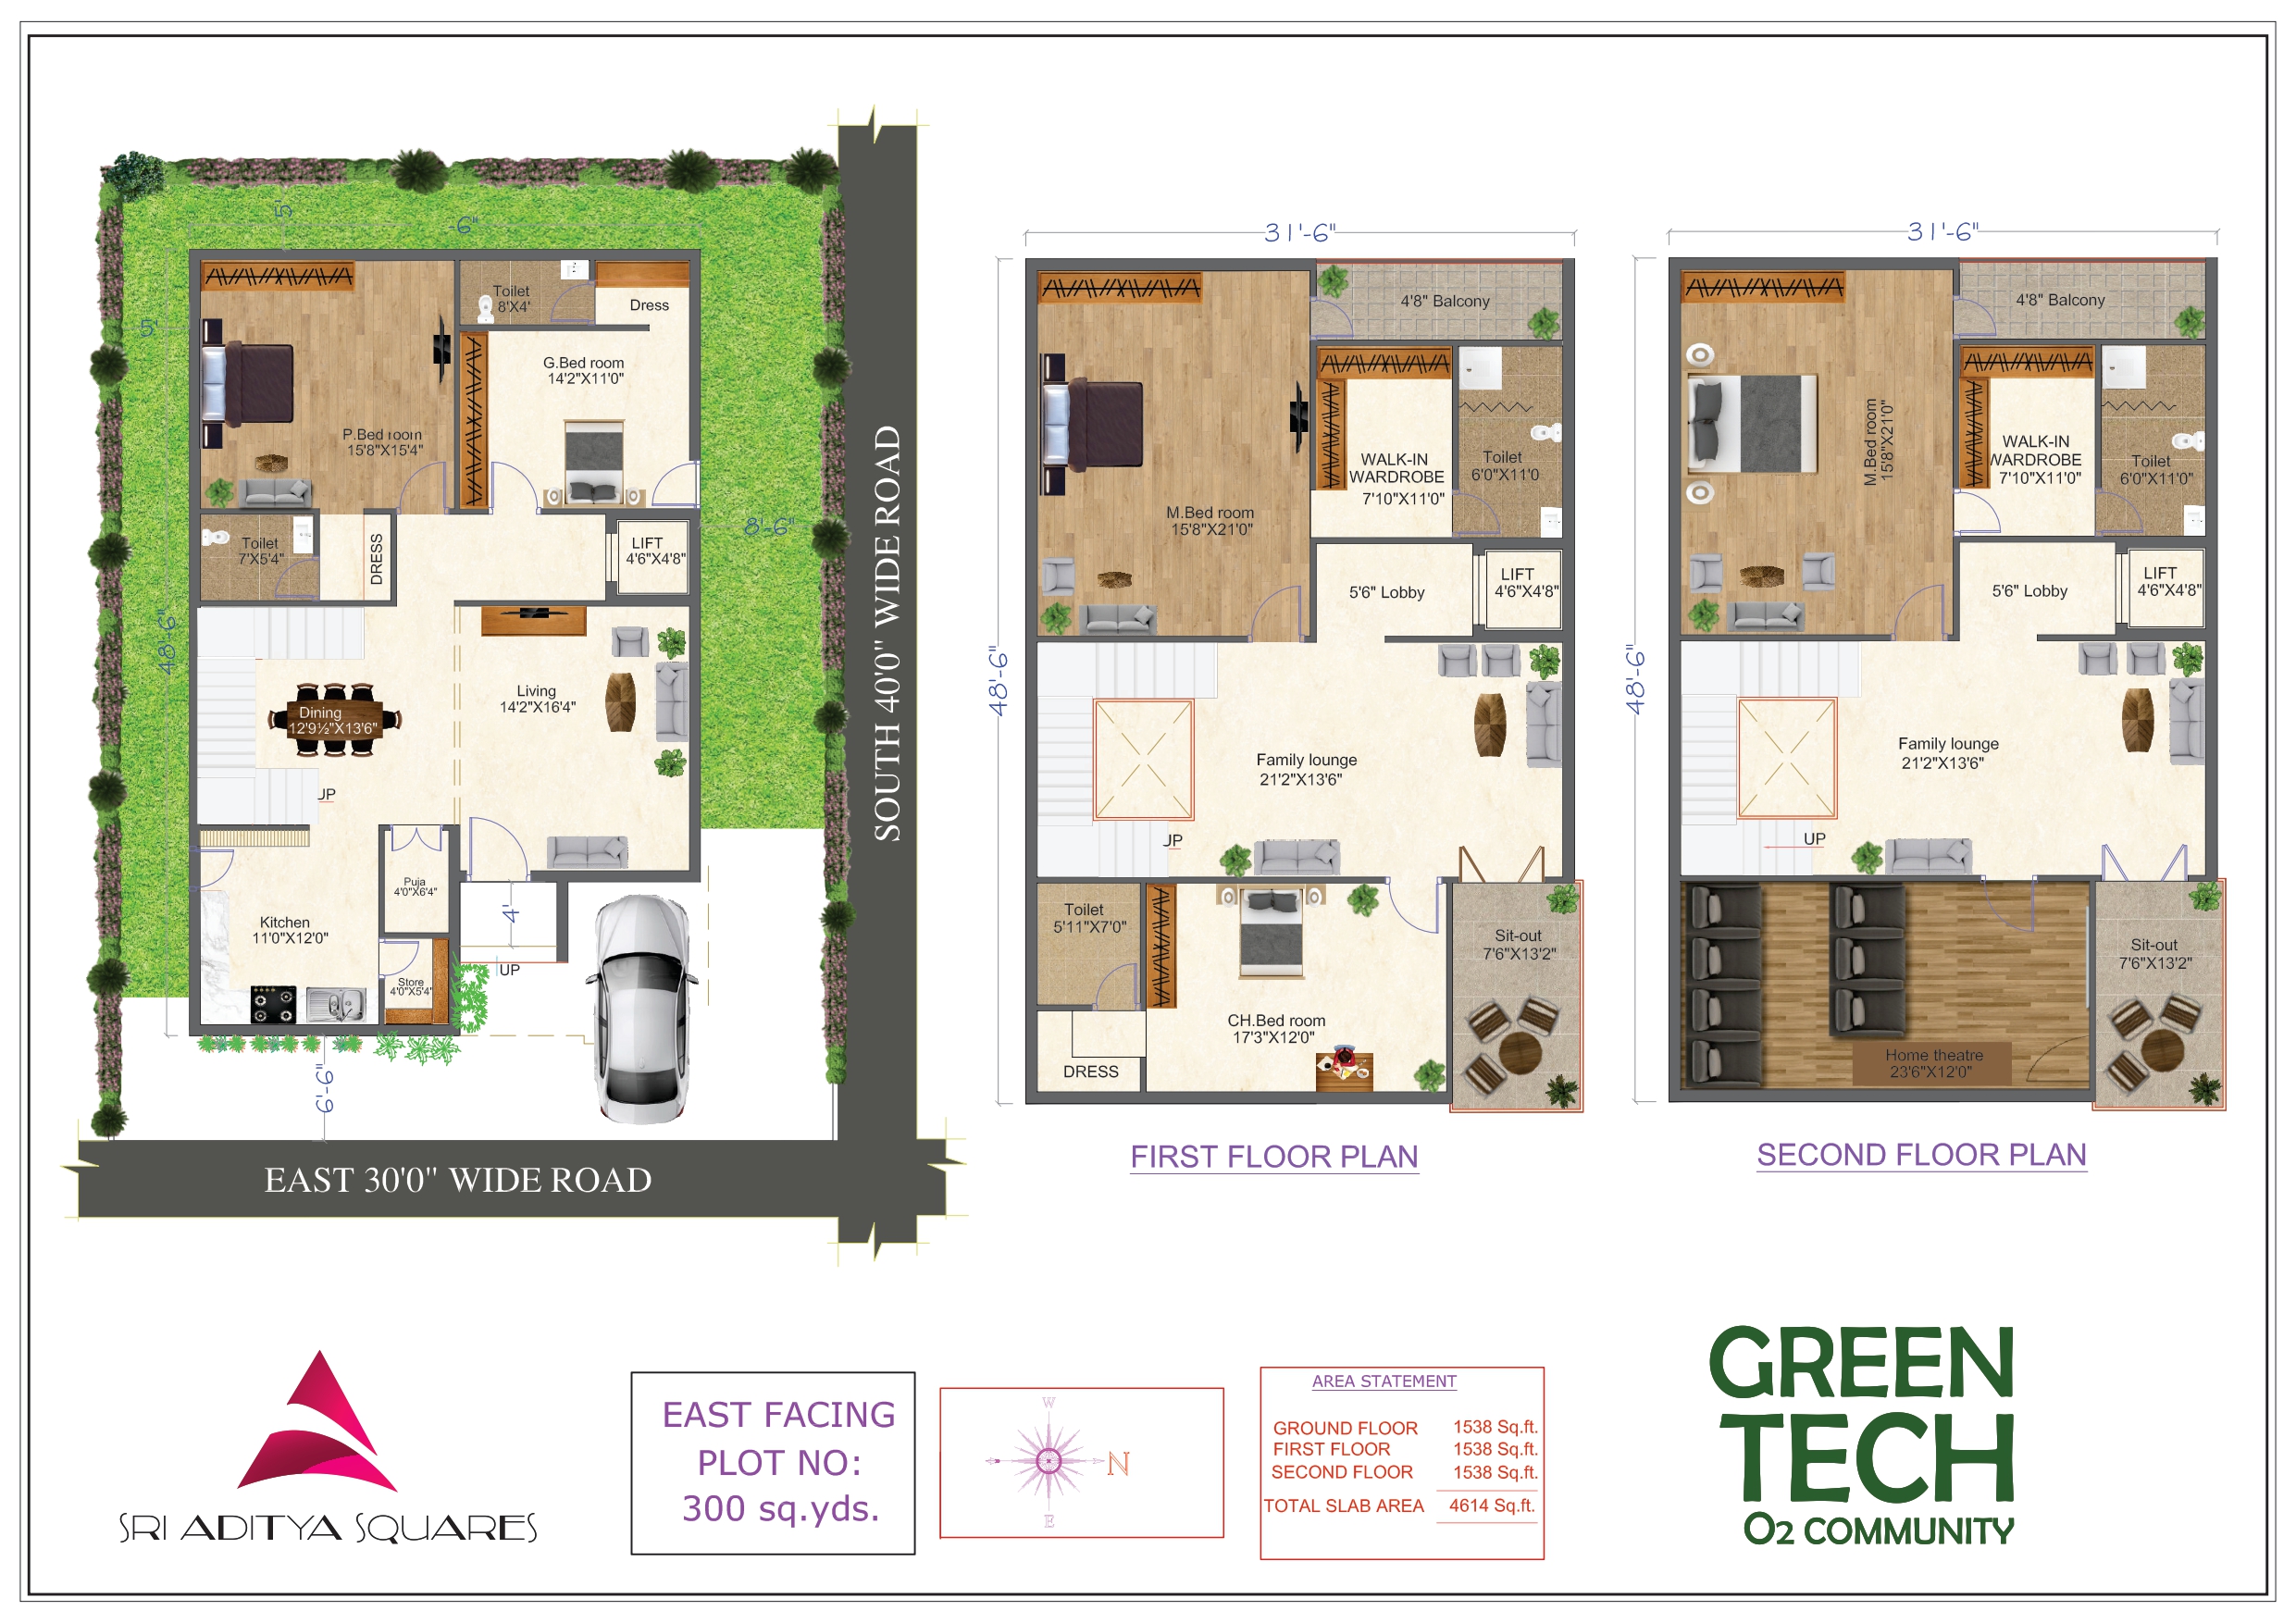 5'
-6"
5'
Toilet
8'X4'
Dress
G.Bed room
14'2"X11'0"
P.Bed room
15'8"X15'4"
8'-6"
Toilet
7'X5'4"
DRESS
LIFT
4'6"X4'8"
48'-6"
Living
14'2"X16'4"
Dining
12'9½"X13'6"
UP
Puja
4'0"X6'4"
4'
Kitchen
11'0"X12'0"
UP
Store
4'0"X5'4"
6'-6"
SOUTH 40'0" WIDE ROAD
EAST 30'0" WIDE ROAD
31'-6"
4'8" Balcony
WALK-IN
WARDROBE
7'10"X11'0"
Toilet
6'0"X11'0
M.Bed room
15'8"X21'0"
5'6" Lobby
LIFT
4'6"X4'8"
48'-6"
Family lounge
21'2"X13'6"
UP
Toilet
5'11"X7'0"
Sit-out
7'6"X13'2"
CH.Bed room
17'3"X12'0"
DRESS
FIRST FLOOR PLAN
31'-6"
4'8" Balcony
M.Bed room
15'8"X21'0"
WALK-IN
WARDROBE
7'10"X11'0"
Toilet
6'0"X11'0"
5'6" Lobby
LIFT
4'6"X4'8"
48'-6"
Family lounge
21'2"X13'6"
UP
Sit-out
7'6"X13'2"
Home theatre
23'6"X12'0"
SECOND FLOOR PLAN
SRI ADITYA SQUARES
EAST FACING
PLOT NO:
300 sq.yds.
W
N
E
AREA STATEMENT
GROUND FLOOR 1538 Sq.ft.
FIRST FLOOR 1538 Sq.ft.
SECOND FLOOR 1538 Sq.ft.
TOTAL SLAB AREA 4614 Sq.ft.
GREEN
TECH
O2 COMMUNITY